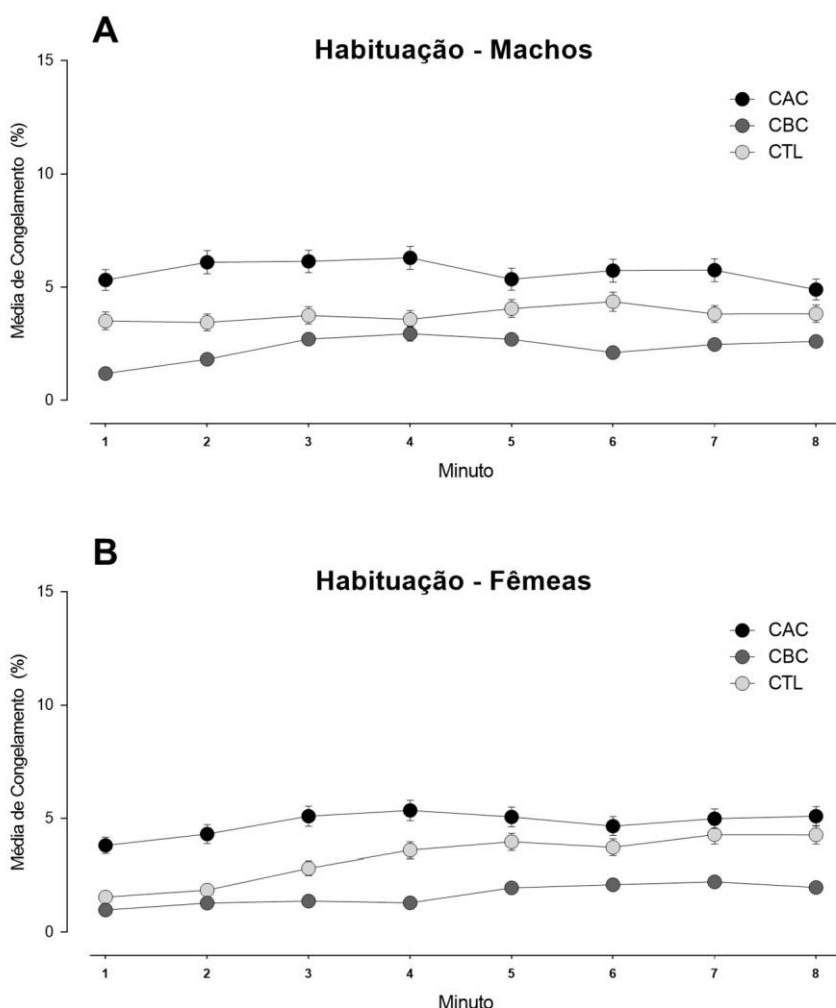 A
Habituação - Machos
15
10
5
0
Média de Congelamento (%)
CAC
CBC
CTL
1 2 3 4 5 6 7 8
Minuto
B
Habituação - Fêmeas
15
10
5
0
Média de Congelamento (%)
CAC
CBC
CTL
1 2 3 4 5 6 7 8
Minuto